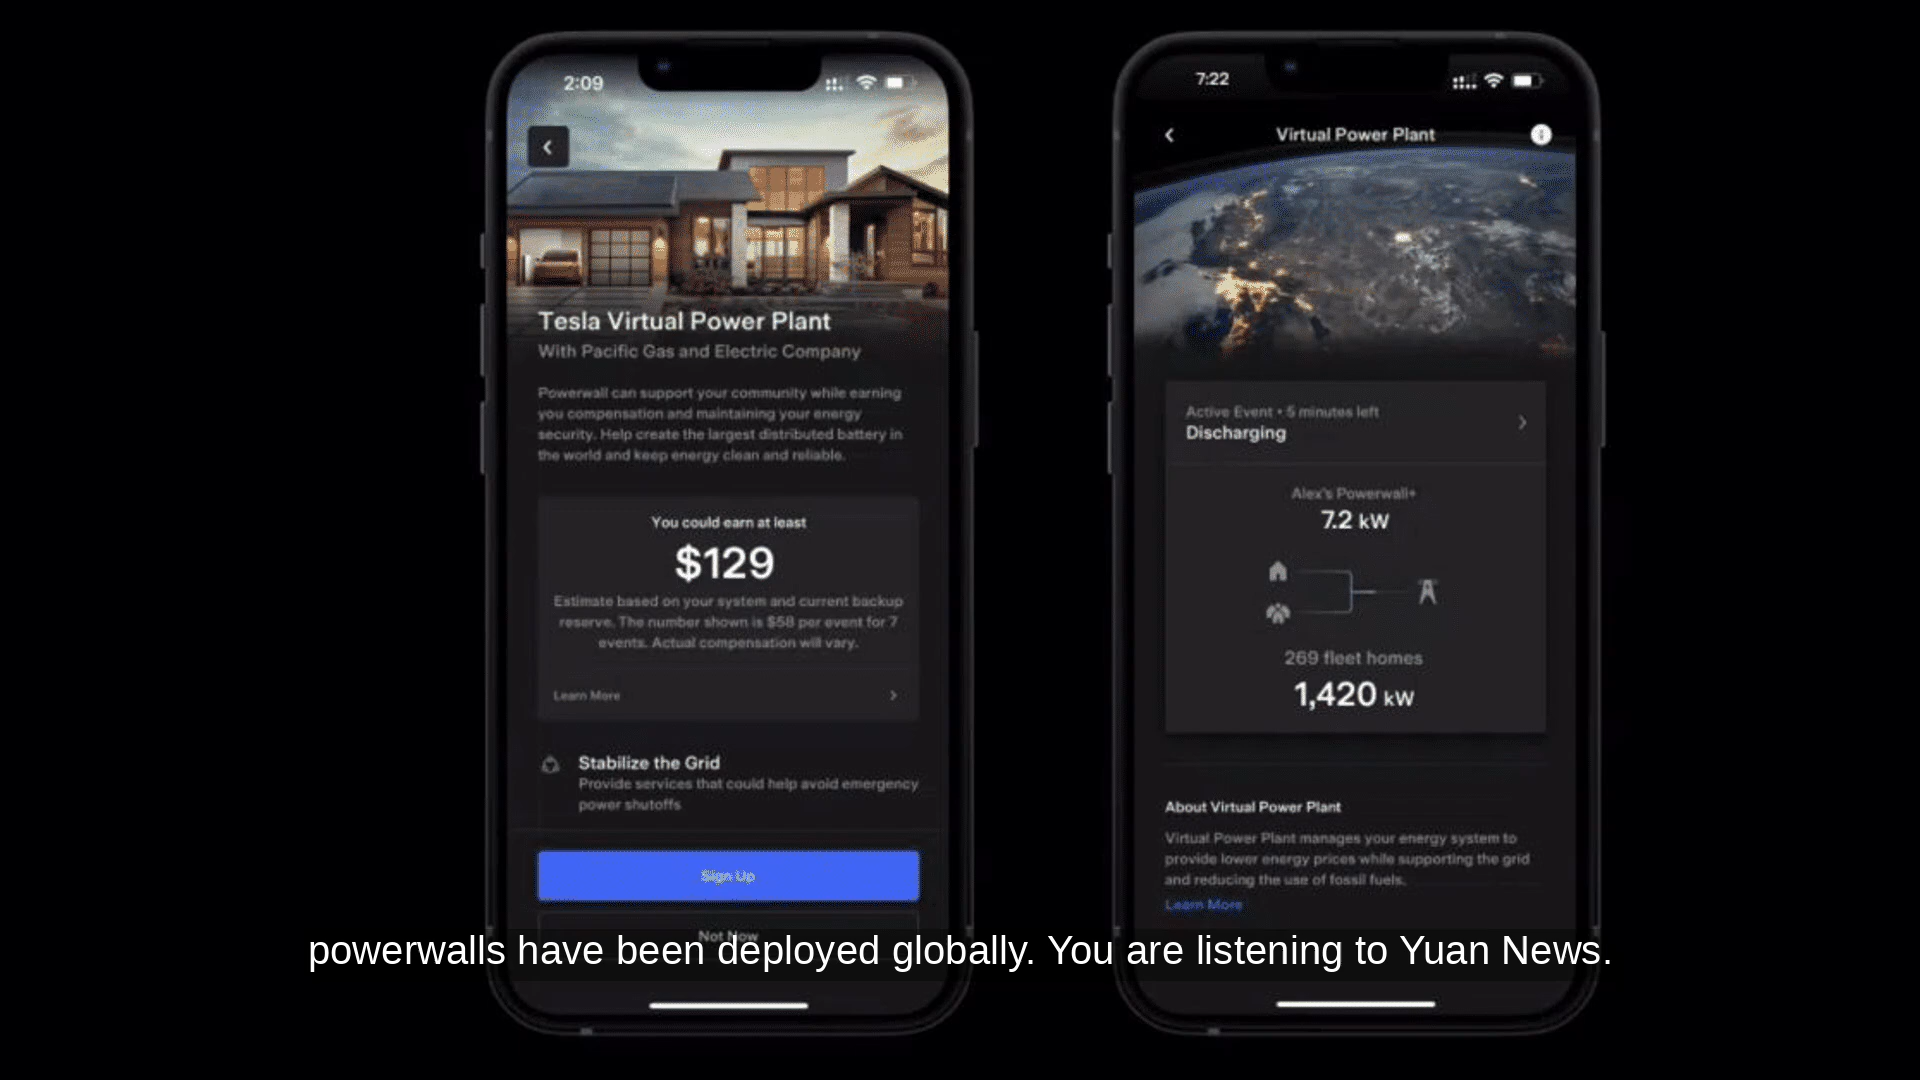 2:09
Tesla Virtual Power Plant
With Pacific Gas and Electric Company
Powerwall can support your community while earning
you compensation and maintaining your energy
security. Help create the largest distributed battery in
the world and keep energy clean and reliable.
You could earn at least
$129
Estimate based on your system and current backup
reserve. The number shown is $58 per event for 7
events. Actual compensation will vary.
Learn More
Stabilize the Grid
Provide services that could help avoid emergency
power shutoffs
Sign Up
Not Now
7:22
Virtual Power Plant
Active Event • 5 minutes left
Discharging
Alex's Powerwall+
7.2 kW
269 fleet homes
1,420 kW
About Virtual Power Plant
Virtual Power Plant manages your energy system to
provide lower energy prices while supporting the grid
and reducing the use of fossil fuels.
Learn More
powerwalls have been deployed globally. You are listening to Yuan News.